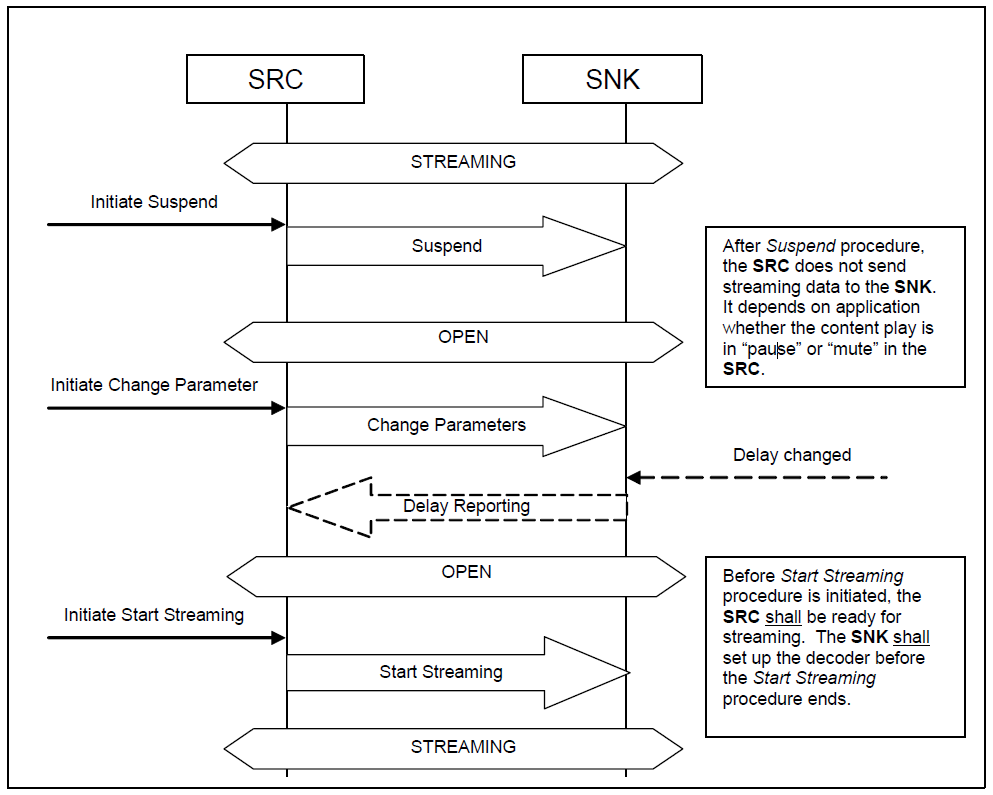 SRC
SNK
STREAMING
Initiate Suspend
Suspend
After Suspend procedure,
the SRC does not send
streaming data to the SNK.
It depends on application
whether the content play is
in “pause” or “mute” in the
SRC.
OPEN
Initiate Change Parameter
Change Parameters
Delay changed
Delay Reporting
OPEN
Before Start Streaming
procedure is initiated, the
SRC shall be ready for
streaming. The SNK shall
set up the decoder before
the Start Streaming
procedure ends.
Initiate Start Streaming
Start Streaming
STREAMING